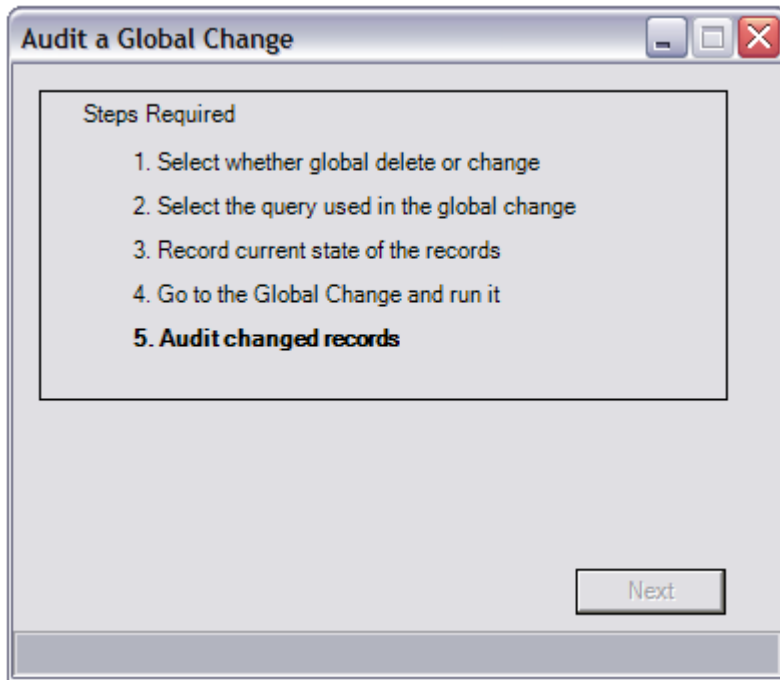 Audit a Global Change
Steps Required
1. Select whether global delete or change
2. Select the query used in the global change
3. Record current state of the records
4. Go to the Global Change and run it
5. Audit changed records
Next